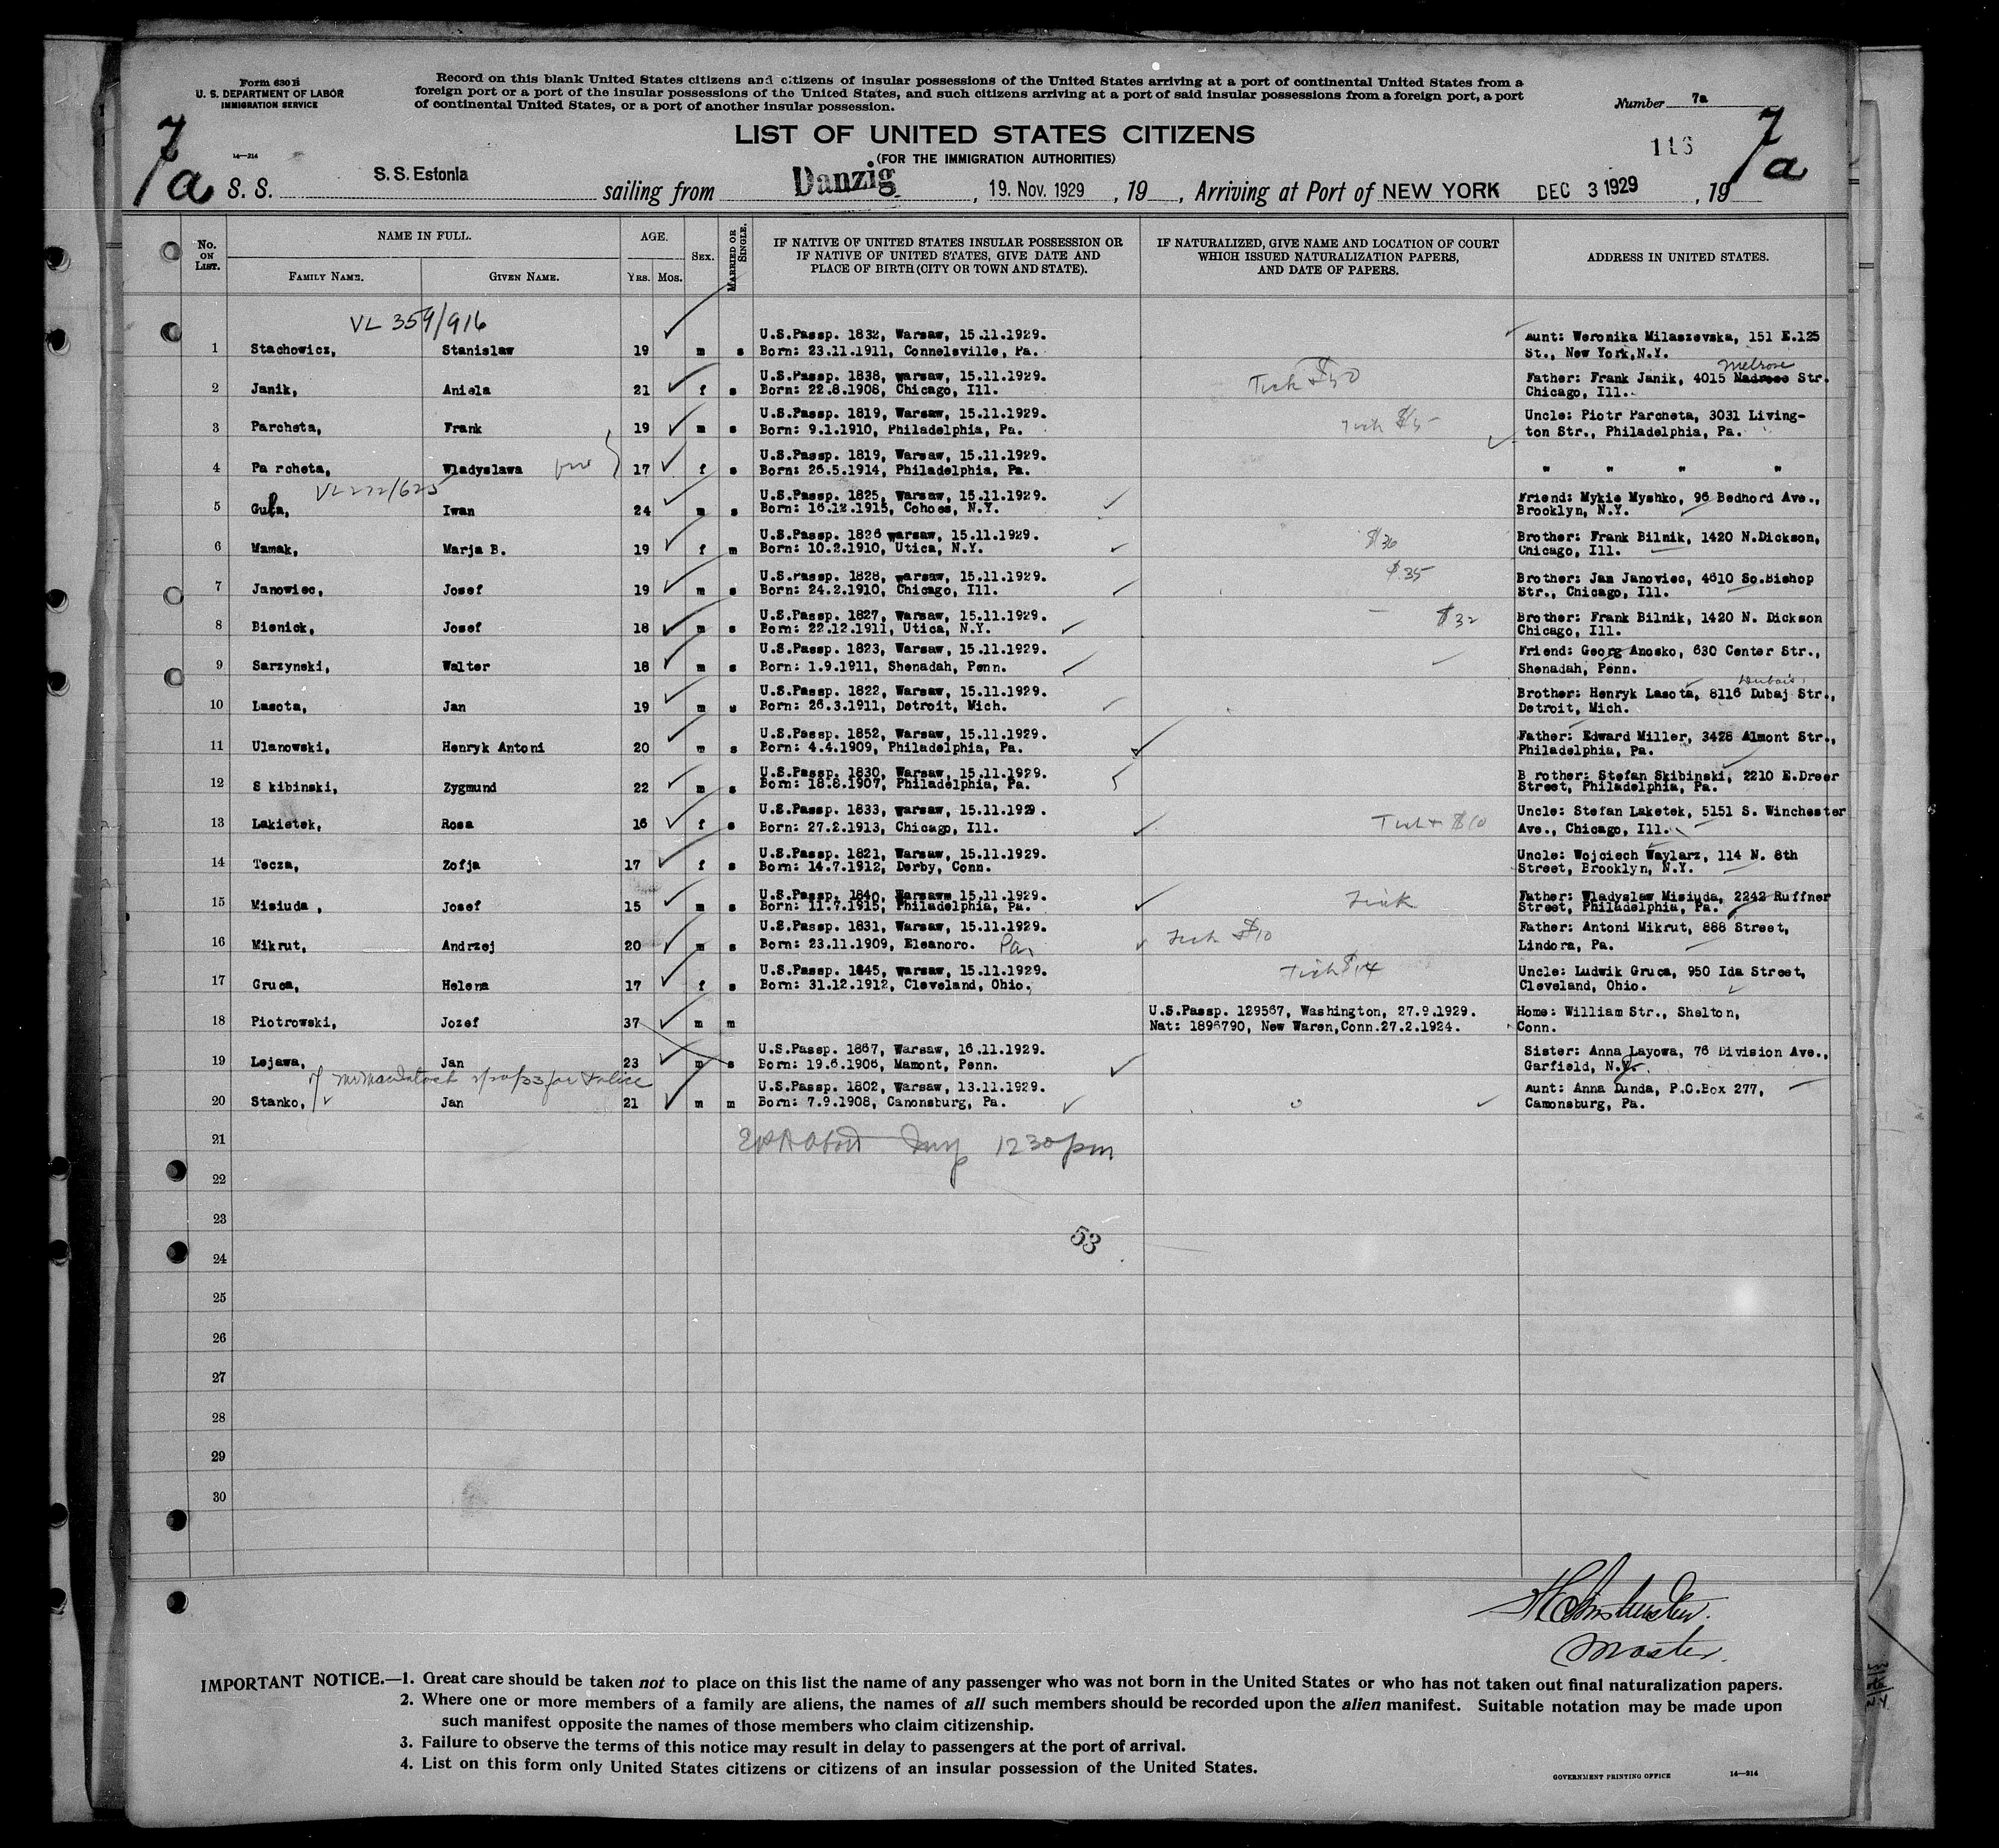 Form 630 B
U. S. DEPARTMENT OF LABOR
IMMIGRATION SERVICE
Record on this blank United States citizens and citizens of insular possessions of the United States arriving at a port of continental United States from a
foreign port or a port of the insular possessions of the United States, and such citizens arriving at a port of said insular possessions from a foreign port, a port
of continental United States, or a port of another insular possession.
Number 7a
LIST OF UNITED STATES CITIZENS
(FOR THE IMMIGRATION AUTHORITIES)
7a
14—214
7a
S. S. S. S. Estonia sailing from Danzig, 19. Nov. 1929, 19 , Arriving at Port of NEW YORK DEC 3 1929, 19
No. ON LIST.
NAME IN FULL.
FAMILY NAME. GIVEN NAME.
AGE.
YRS. MOS.
SEX.
MARRIED OR SINGLE.
IF NATIVE OF UNITED STATES INSULAR POSSESSION OR
IF NATIVE OF UNITED STATES, GIVE DATE AND
PLACE OF BIRTH (CITY OR TOWN AND STATE).
IF NATURALIZED, GIVE NAME AND LOCATION OF COURT
WHICH ISSUED NATURALIZATION PAPERS,
AND DATE OF PAPERS.
ADDRESS IN UNITED STATES.
VL 359/916
U.S.Passp. 1832, Warsaw, 15.11.1929. Aunt: Weronika Milaszevska, 151 E.125
1 Stachowicz, Stanislaw 19 m s Born: 23.11.1911, Connelsville, Pa. St., New York,N.Y.
Melrose
U.S.Passp. 1838, Warsaw, 15.11.1929. Tick $50 Father: Frank Janik, 4015 Str.
2 Janik, Aniela 21 f s Born: 22.8.1908, Chicago, Ill. Chicago, Ill.
U.S.Passp. 1819, Warsaw, 15.11.1929. Uncle: Piotr Parcheta, 3031 Living-
3 Parcheta, Frank 19 m s Born: 9.1.1910, Philadelphia, Pa. ton Str., Philadelphia, Pa.
U.S.Passp. 1819, Warsaw, 15.11.1929.
4 Pa rcheta, Wladyslawa 17 f s Born: 26.5.1914, Philadelphia, Pa. " " " "
U.S.Passp. 1825, Warsaw, 15.11.1929. Friend: Mykie Myshko, 96 Bedhord Ave.,
5 Iwan 24 m s Born: 16.12.1915, Cohoes, N.Y. Brooklyn, N.Y.
U.S.Passp. 1826 Warsaw, 15.11.1929. $36 Brother: Frank Bilnik, 1420 N.Dickson,
6 Mamak, Marja B. 19 f m Born: 10.2.1910, Utica, N.Y. Chicago, Ill.
U.S.Passp. 1828, Warsaw, 15.11.1929. $35 Brother: Jan Janoviec, 4610 So.Bishop
7 Janowiec, Josef 19 m s Born: 24.2.1910, Chicago, Ill. Str., Chicago, Ill.
U.S.Passp. 1827, Warsaw, 15.11.1929. $32 Brother: Frank Bilnik, 1420 N. Dickson
8 Bienick, Josef 18 m s Born: 22.12.1911, Utica, N.Y. Chicago, Ill.
U.S.Passp. 1823, Warsaw, 15.11.1929. Friend: Georg Anosko, 630 Center Str.,
9 Sarzynski, Walter 18 m s Born: 1.9.1911, Shenadah, Penn. Shenadah, Penn.
Dubois
U.S.Passp. 1822, Warsaw, 15.11.1929. Brother: Henryk Lasota, 8116 Dubaj Str.,
10 Lasota, Jan 19 m s Born: 26.3.1911, Detroit, Mich. Detroit, Mich.
U.S.Passp. 1852, Warsaw, 15.11.1929. Father: Edward Miller, 3428 Almont Str.,
11 Ulanowski, Henryk Antoni 20 m s Born: 4.4.1909, Philadelphia, Pa. Philadelphia, Pa.
U.S.Passp. 1830, Warsaw, 15.11.1929. B rother: Stefan Skibinski, 2210 E.Dreer
12 S kibinski, Zygmund 22 m s Born: 18.8.1907, Philadelphia, Pa. Street, Philadelphia, Pa.
U.S.Passp. 1833, Warsaw, 15.11.1929. Tick $10 Uncle: Stefan Laketek, 5151 S. Winchester
13 Lakietek, Rosa 16 f s Born: 27.2.1913, Chicago, Ill. Ave., Chicago, Ill.
U.S.Passp. 1821, Warsaw, 15.11.1929. Uncle: Wojciech Waylarz, 114 N. 8th
14 Tecza, Zofja 17 f s Born: 14.7.1912, Derby, Conn. Street, Brooklyn, N.Y.
U.S.Passp. 1840, 15.11.1929. Father: Wladyslaw Misiuda, 2242 Ruffner
15 Misiuda , Josef 15 m s Born: 11.7.1915, Philadelphia, Pa. Tick Street, Philadelphia, Pa.
U.S.Passp. 1831, Warsaw, 15.11.1929. Tick $10 Father: Antoni Mikrut, 888 Street,
16 Mikrut, Andrzej 20 m s Born: 23.11.1909, Eleanoro. Pa. Lindora, Pa.
U.S.Passp. 1845, Warsaw, 15.11.1929. Tick $14 Uncle: Ludwik Gruca, 950 Ida Street,
17 Gruca, Helena 17 f s Born: 31.12.1912, Cleveland, Ohio. Cleveland, Ohio.
U.S.Passp. 129567, Washington, 27.9.1929. Home: William Str., Shelton,
18 Piotrowski, Jozef 37 m m Nat: 1896790, New Waren,Conn.27.2.1924. Conn.
U.S.Passp. 1867, Warsaw, 16.11.1929. Sister: Anna Layowa, 76 Division Ave.,
19 Lejawa, Jan 23 m s Born: 19.6.1906, Mamont, Penn. Garfield, N.
U.S.Passp. 1802, Warsaw, 13.11.1929. Aunt: Anna Dunda, P.O.Box 277,
20 Stanko, Jan 21 m m Born: 7.9.1908, Canonsburg, Pa. Camonsburg, Pa.
21 1230 pm
22
23
53
24
25
26
27
28
29
30
Master.
IMPORTANT NOTICE.—1. Great care should be taken not to place on this list the name of any passenger who was not born in the United States or who has not taken out final naturalization papers.
2. Where one or more members of a family are aliens, the names of all such members should be recorded upon the alien manifest. Suitable notation may be made upon
such manifest opposite the names of those members who claim citizenship.
3. Failure to observe the terms of this notice may result in delay to passengers at the port of arrival.
4. List on this form only United States citizens or citizens of an insular possession of the United States.
GOVERNMENT PRINTING OFFICE 14—214